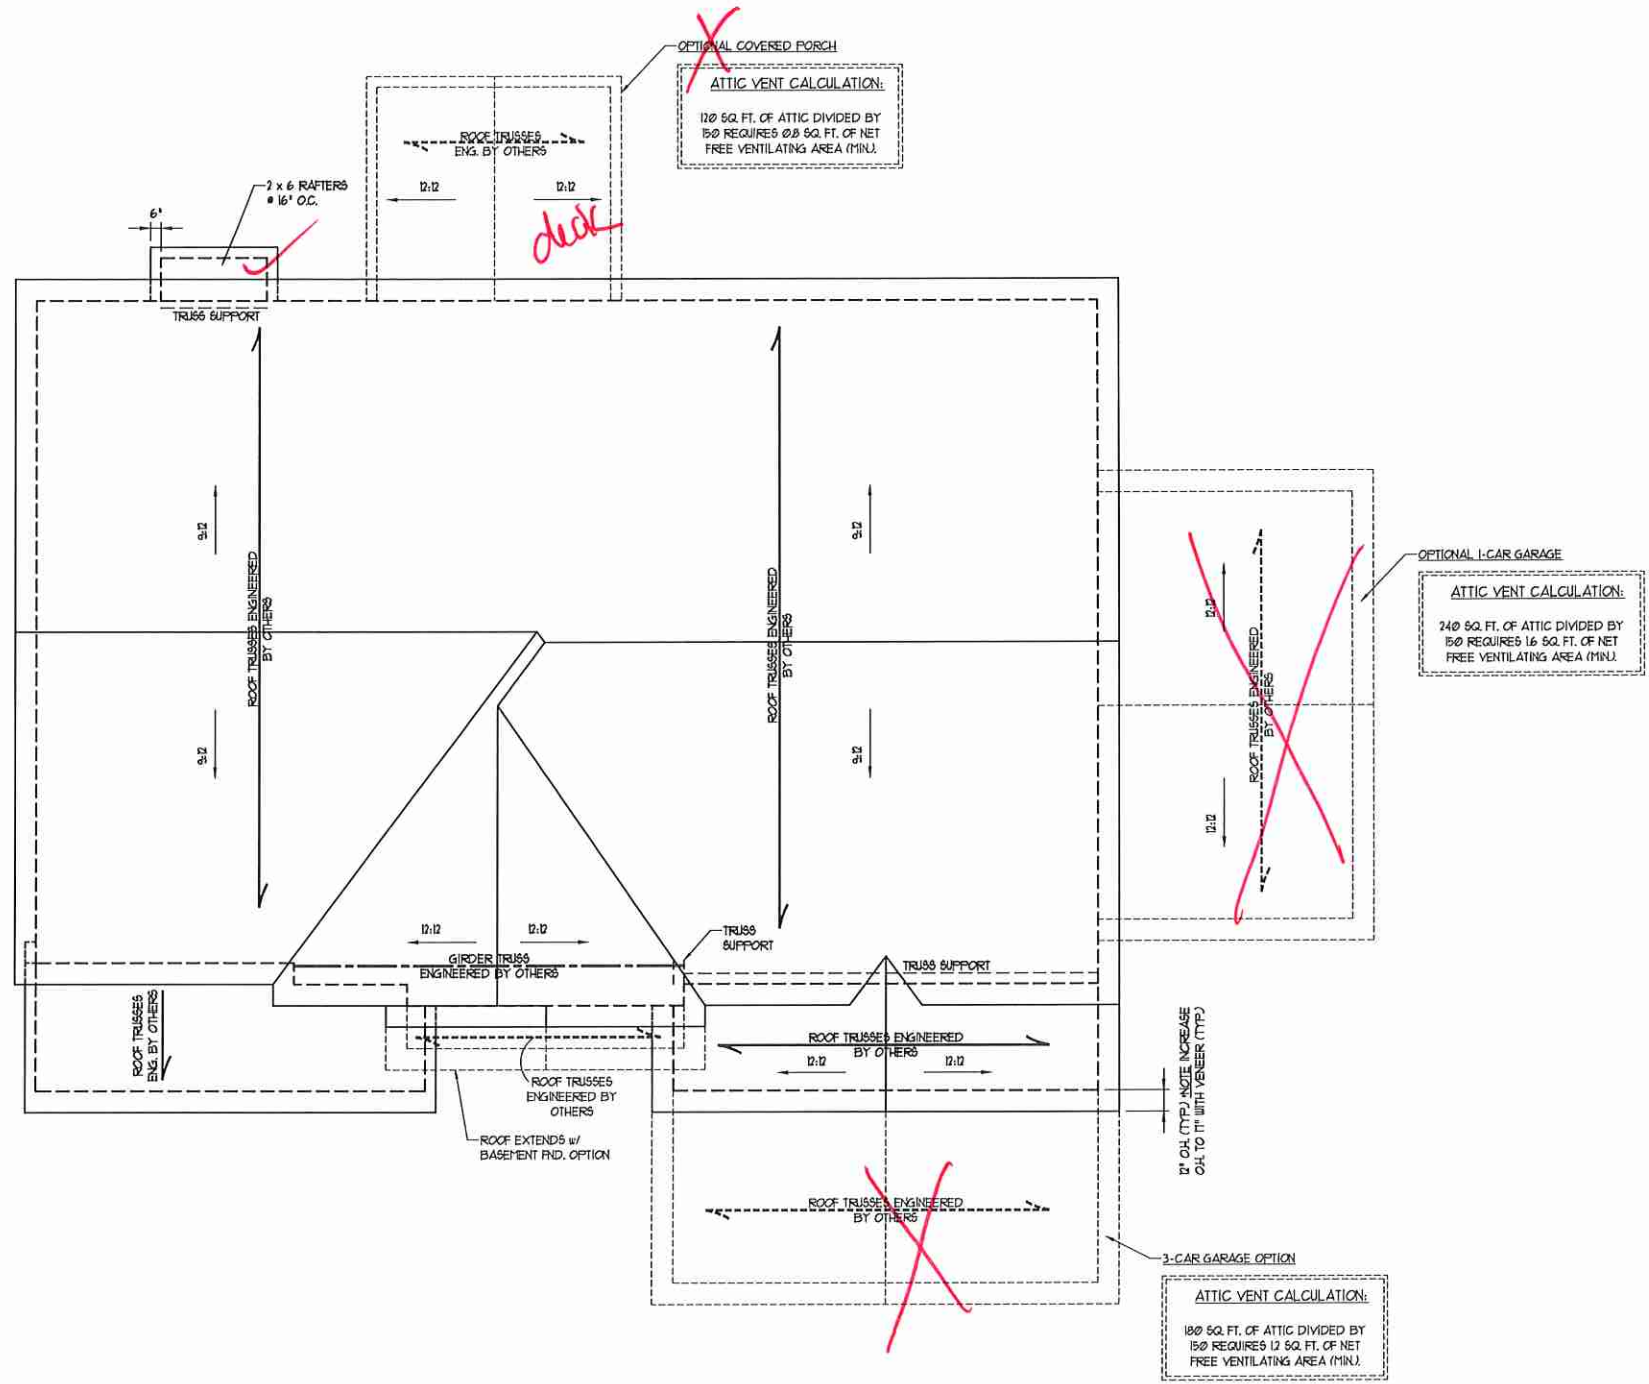 OPTIONAL COVERED PORCH
ATTIC VENT CALCULATION:
120 SQ. FT. OF ATTIC DIVIDED BY
150 REQUIRES 0.8 SQ. FT. OF NET
FREE VENTILATING AREA (MIN.).
ROOF TRUSSES
ENG. BY OTHERS
12:12
12:12
deck
2 x 6 RAFTERS
@ 16" O.C.
6"
TRUSS SUPPORT
9:12
9:12
ROOF TRUSSES ENGINEERED
BY OTHERS
ROOF TRUSSES ENGINEERED
BY OTHERS
9:12
9:12
OPTIONAL 1-CAR GARAGE
ATTIC VENT CALCULATION:
240 SQ. FT. OF ATTIC DIVIDED BY
150 REQUIRES 1.6 SQ. FT. OF NET
FREE VENTILATING AREA (MIN.).
12:12
ROOF TRUSSES ENGINEERED
BY OTHERS
12:12
12:12
12:12
TRUSS
SUPPORT
GIRDER TRUSS
ENGINEERED BY OTHERS
TRUSS SUPPORT
ROOF TRUSSES
ENG. BY OTHERS
ROOF TRUSSES ENGINEERED
BY OTHERS
12:12
12:12
ROOF TRUSSES
ENGINEERED BY
OTHERS
ROOF EXTENDS w/
BASEMENT FND. OPTION
12" O.H. (TYP.) NOTE: INCREASE
O.H. TO 17" WITH VENEER (TYP.)
ROOF TRUSSES ENGINEERED
BY OTHERS
3-CAR GARAGE OPTION
ATTIC VENT CALCULATION:
180 SQ. FT. OF ATTIC DIVIDED BY
150 REQUIRES 1.2 SQ. FT. OF NET
FREE VENTILATING AREA (MIN.).